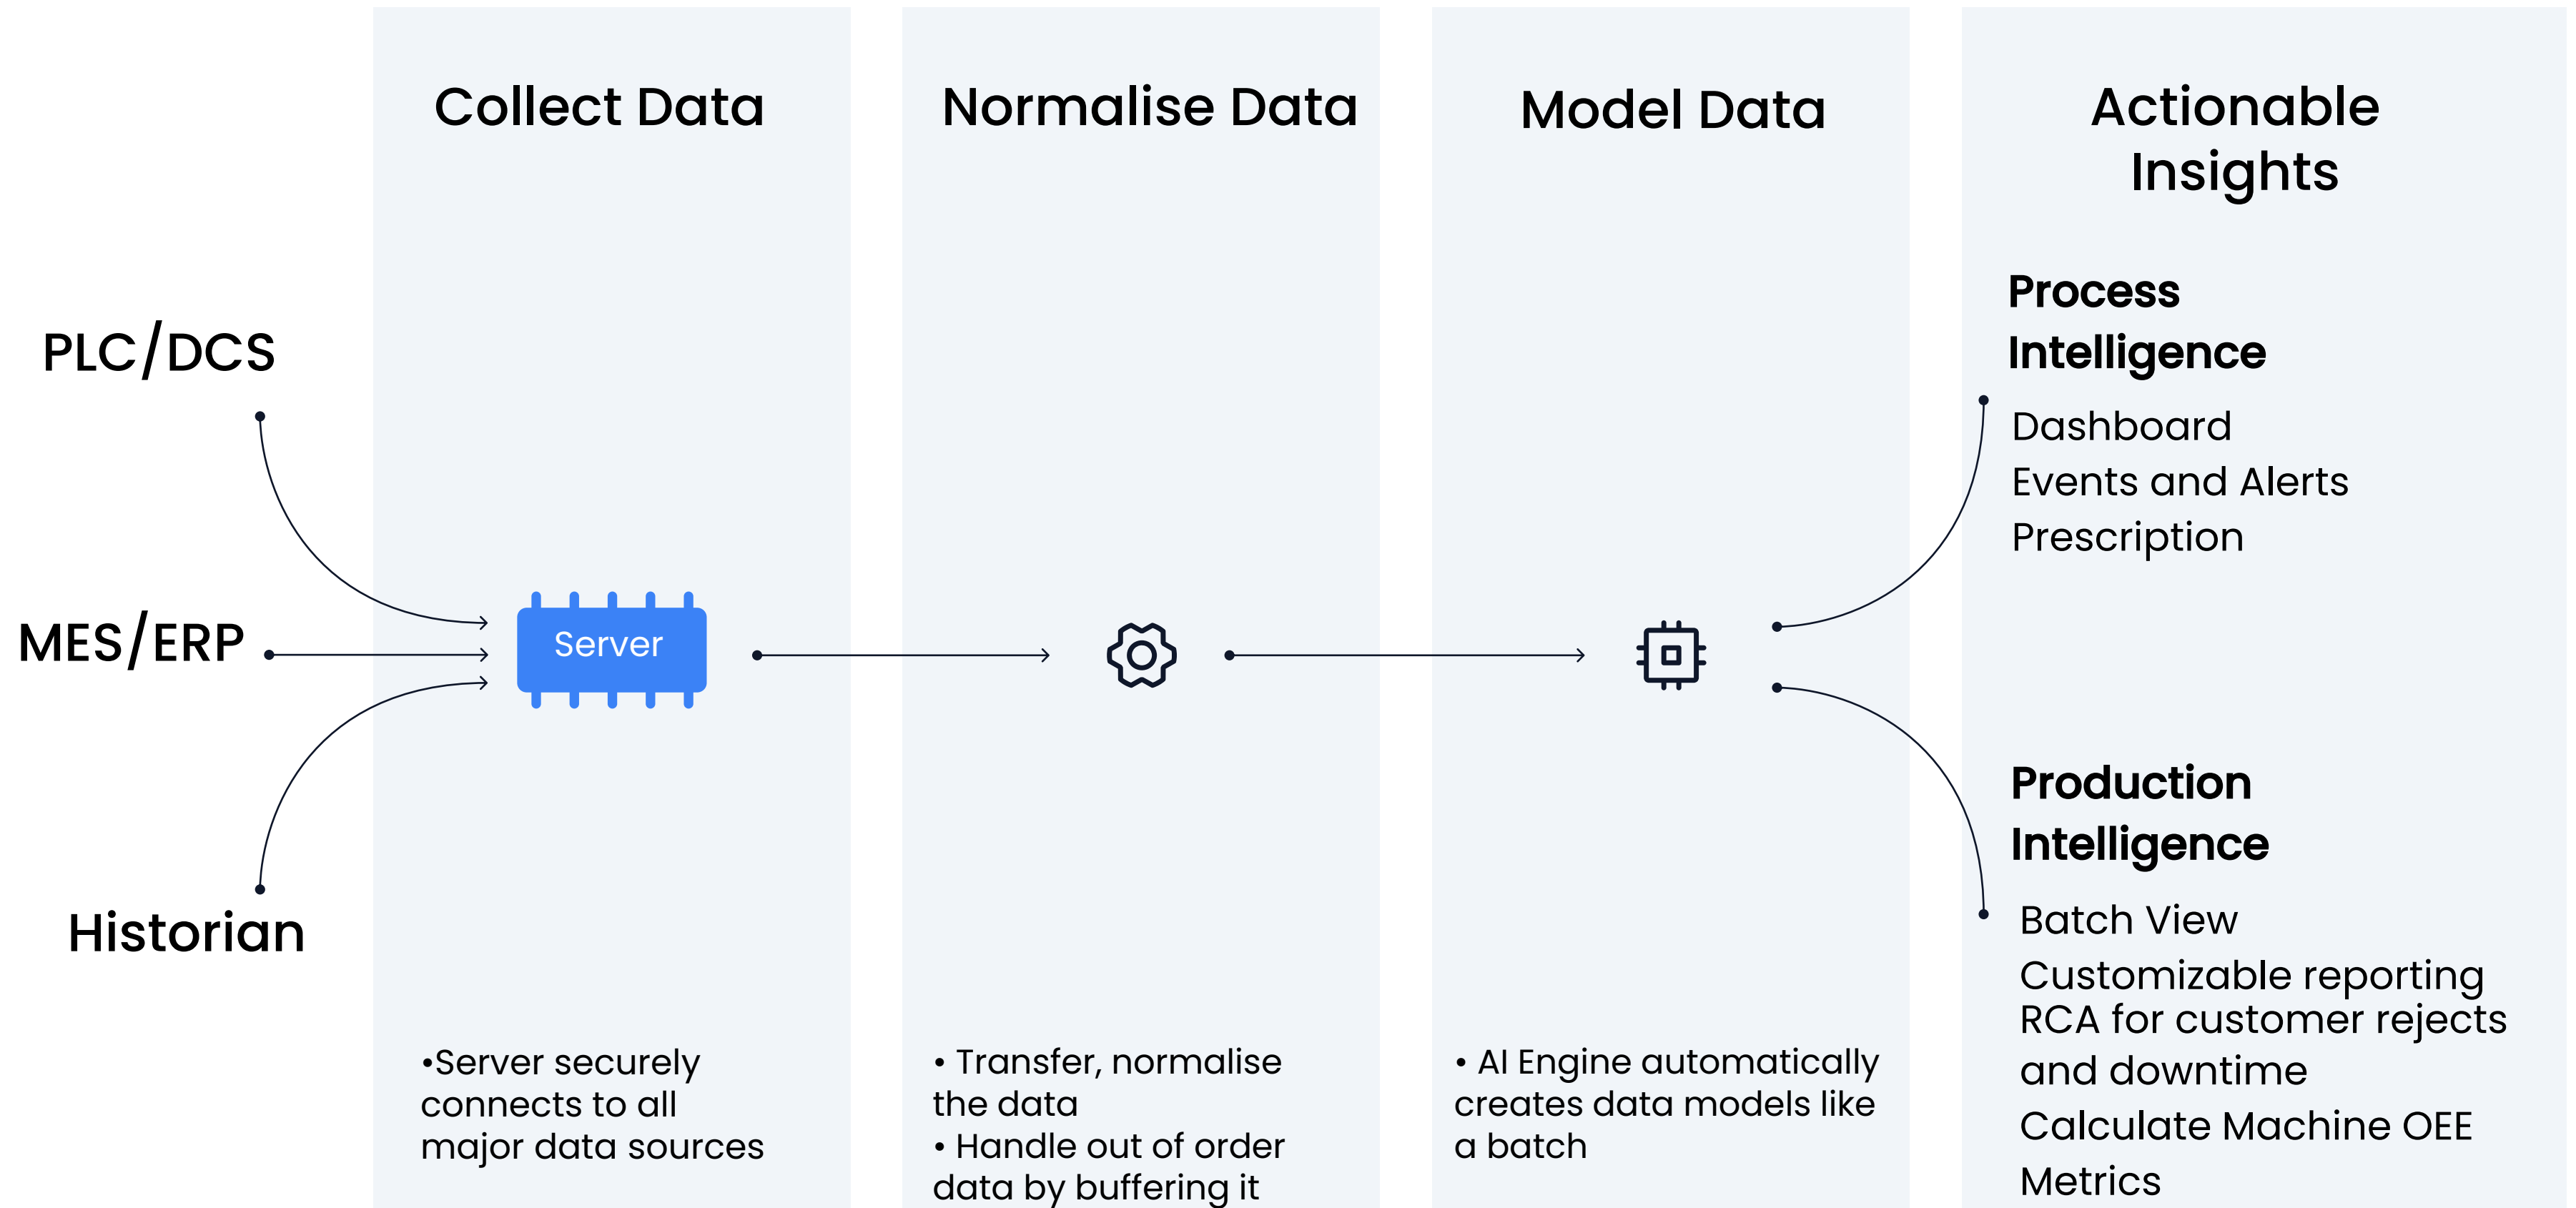 Collect Data
Normalise Data
Model Data
Actionable
Insights
PLC/DCS
MES/ERP
Historian
Server
•Server securely
connects to all
major data sources
• Transfer, normalise
the data
• Handle out of order
data by buffering it
• AI Engine automatically
creates data models like
a batch
Process
Intelligence
Dashboard
Events and Alerts
Prescription
Production
Intelligence
Batch View
Customizable reporting
RCA for customer rejects
and downtime
Calculate Machine OEE
Metrics